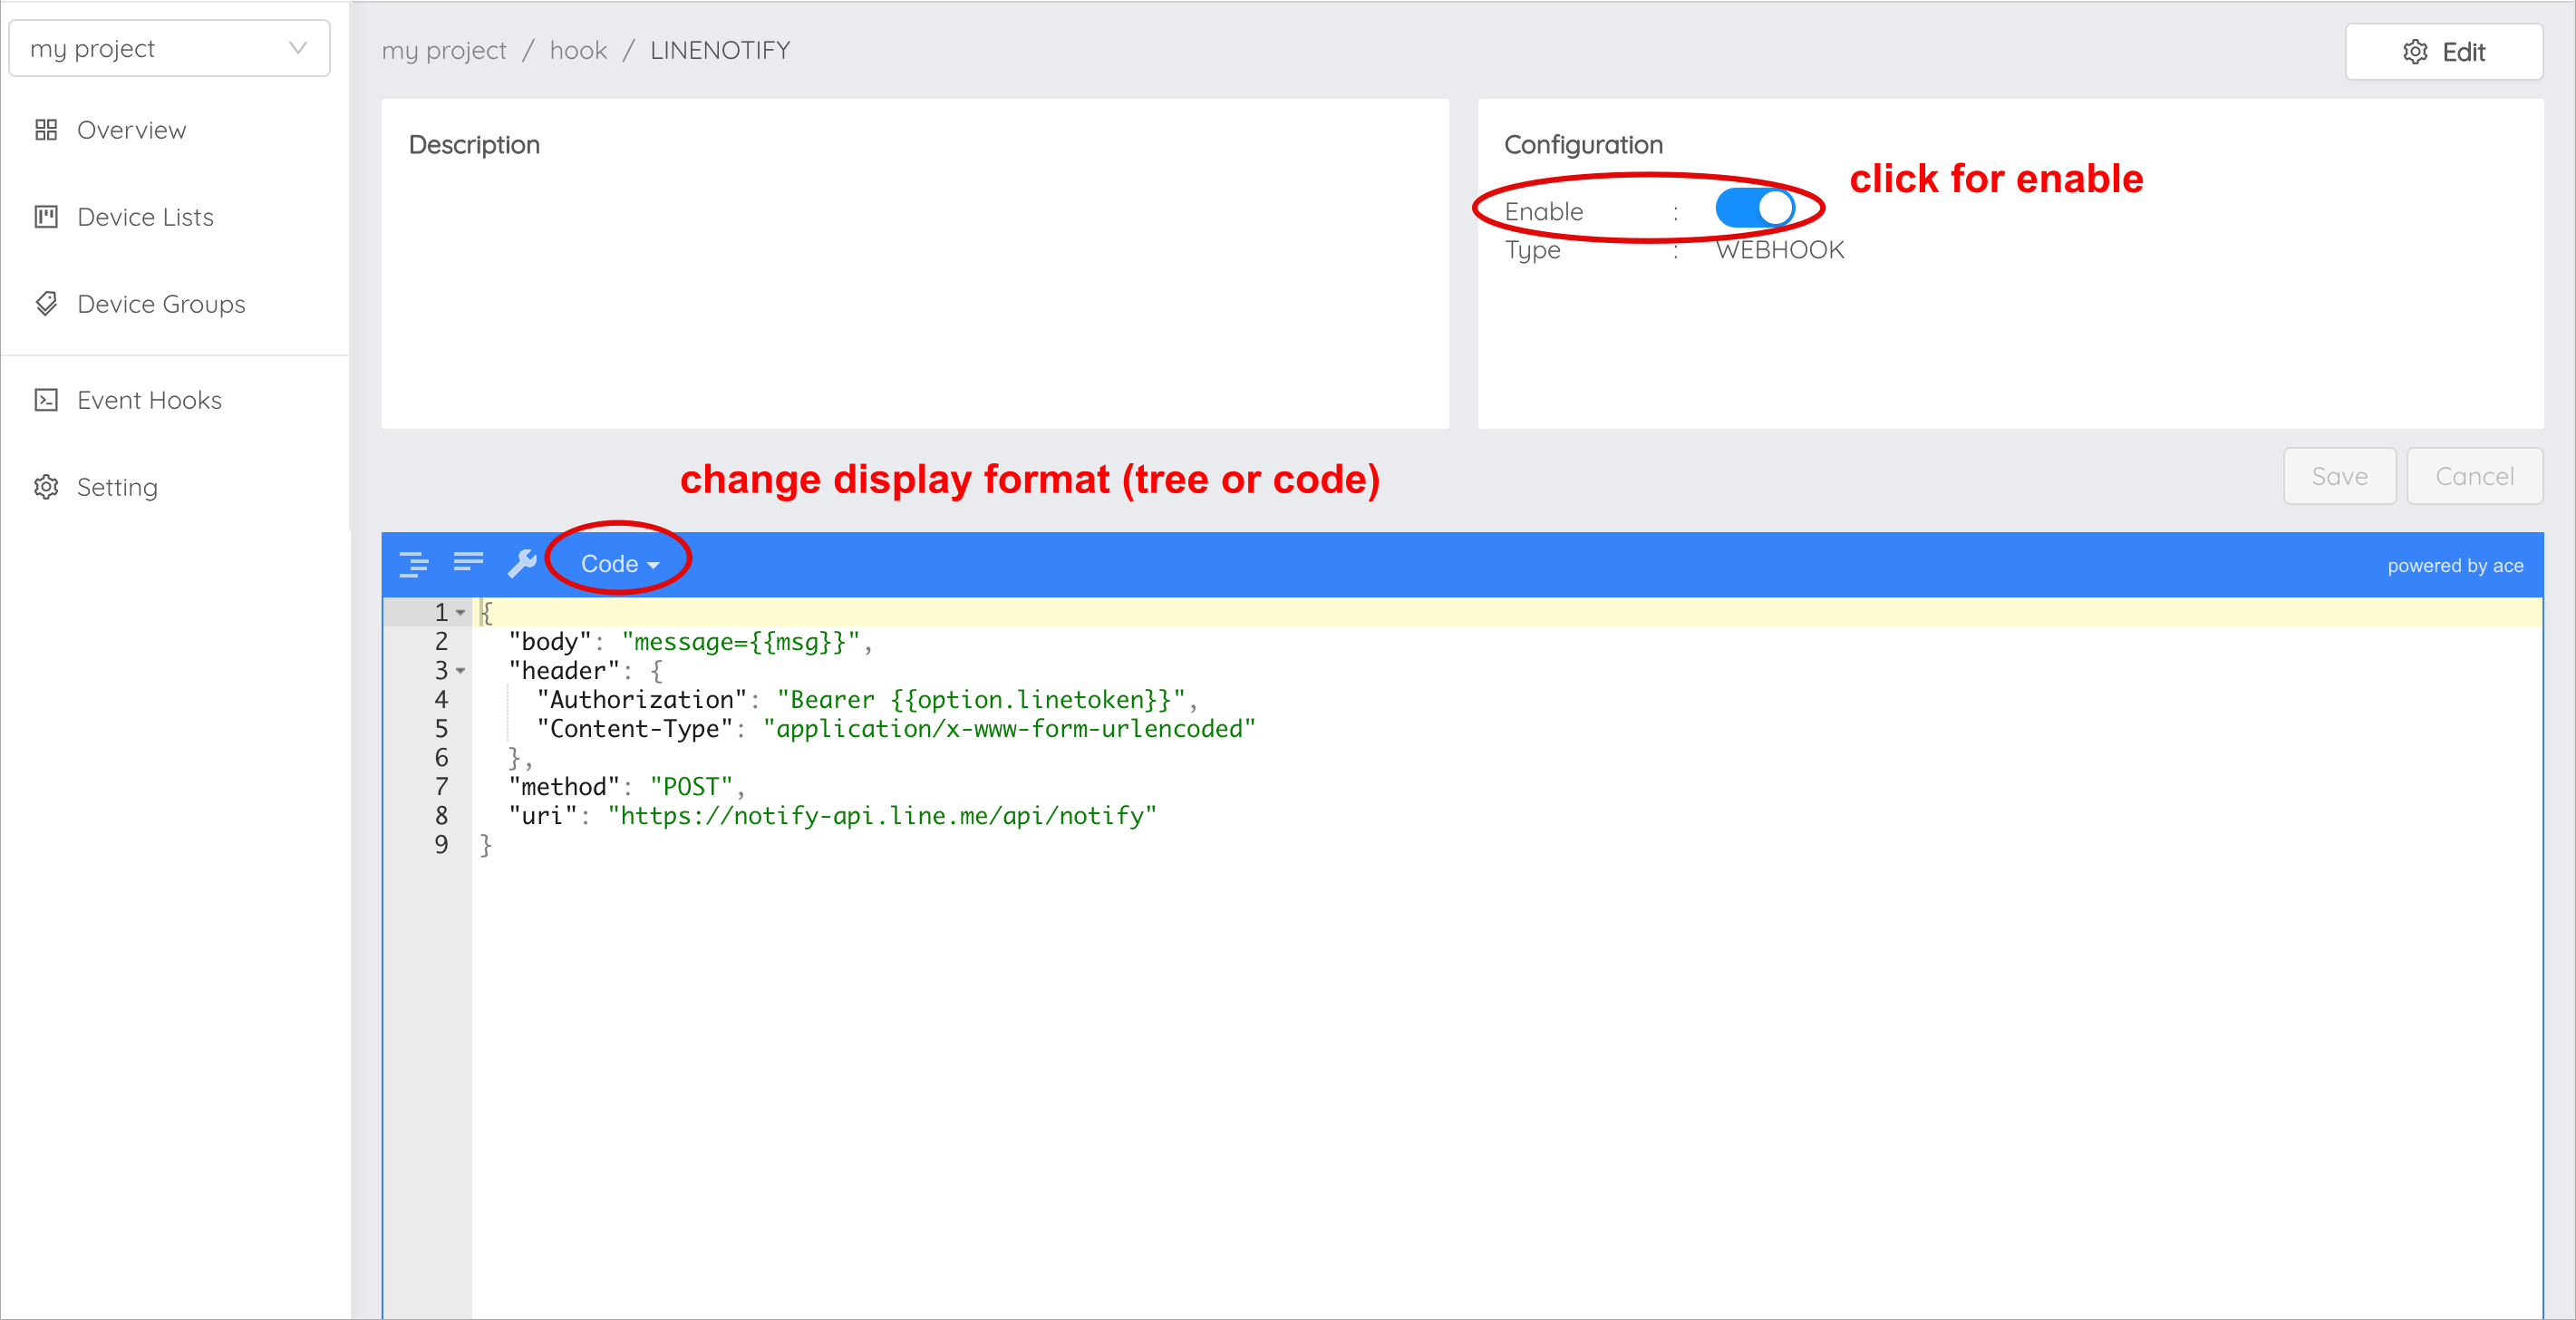 my project
Overview
Device Lists
Device Groups
Event Hooks
Setting
my project / hook / LINENOTIFY
Edit
Description
Configuration
click for enable
Enable :
Type : WEBHOOK
change display format (tree or code)
Save Cancel
Code
powered by ace
1 {
2 "body": "message={{msg}}",
3 "header": {
4 "Authorization": "Bearer {{option.linetoken}}",
5 "Content-Type": "application/x-www-form-urlencoded"
6 },
7 "method": "POST",
8 "uri": "https://notify-api.line.me/api/notify"
9 }